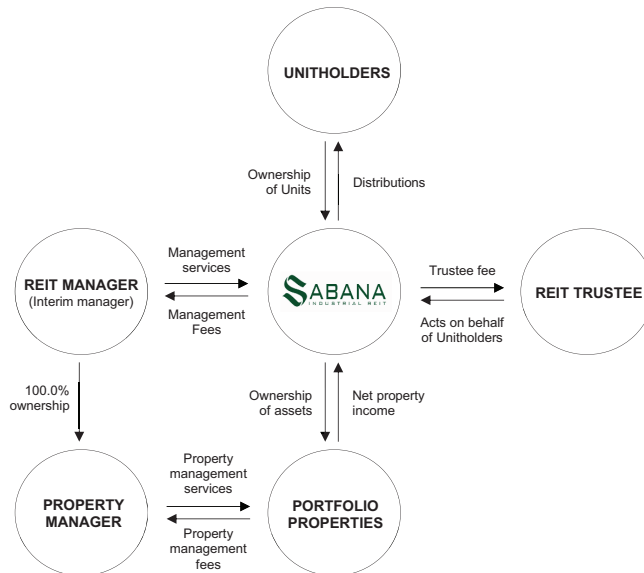 UNITHOLDERS
Ownership
of Units
Distributions
REIT MANAGER
(Interim manager)
Management
services
Management
Fees
SABANA
INDUSTRIAL REIT
Trustee fee
Acts on behalf
of Unitholders
REIT TRUSTEE
100.0%
ownership
Ownership
of assets
Net property
income
PROPERTY
MANAGER
Property
management
services
Property
management
fees
PORTFOLIO
PROPERTIES